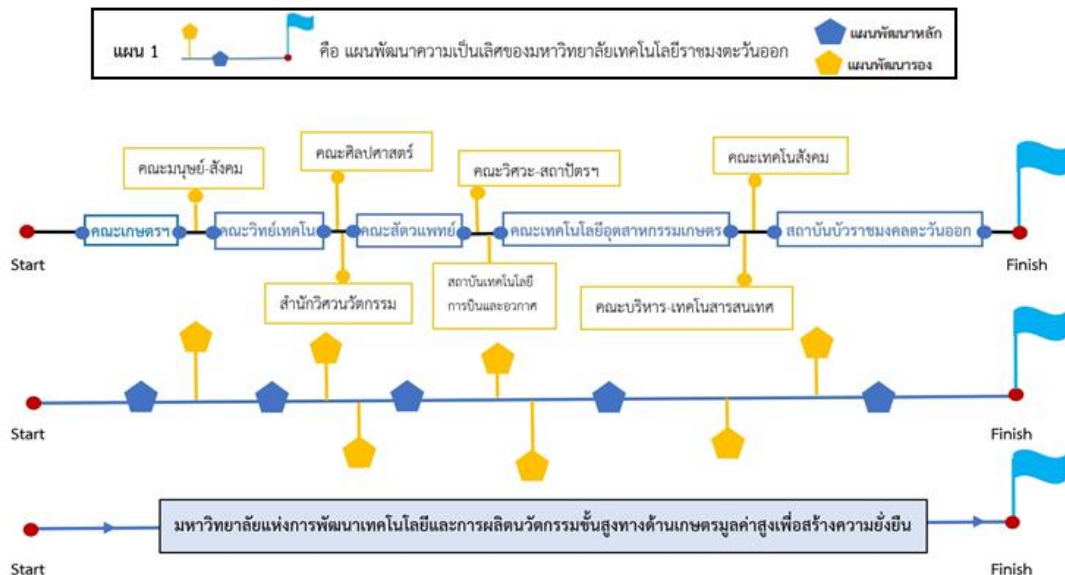 แผน 1
คือ แผนพัฒนาความเป็นเลิศของมหาวิทยาลัยเทคโนโลยีราชมงตะวันออก
แผนพัฒนาหลัก
แผนพัฒนารอง
คณะมนุษย์-สังคม
คณะศิลปศาสตร์
คณะวิศวะ-สถาปัตรฯ
คณะเทคโนสังคม
คณะเกษตรฯ
คณะวิทย์เทคโน
คณะสัตวแพทย์
คณะเทคโนโลยีอุตสาหกรรมเกษตร
สถาบันบัวราชมงคลตะวันออก
Start
Finish
สำนักวิศวนวัตกรรม
สถาบันเทคโนโลยี
การบินและอวกาศ
คณะบริหาร-เทคโนสารสนเทศ
Start
Finish
มหาวิทยาลัยแห่งการพัฒนาเทคโนโลยีและการผลิตนวัตกรรมขั้นสูงทางด้านเกษตรมูลค่าสูงเพื่อสร้างความยั่งยืน
Start
Finish